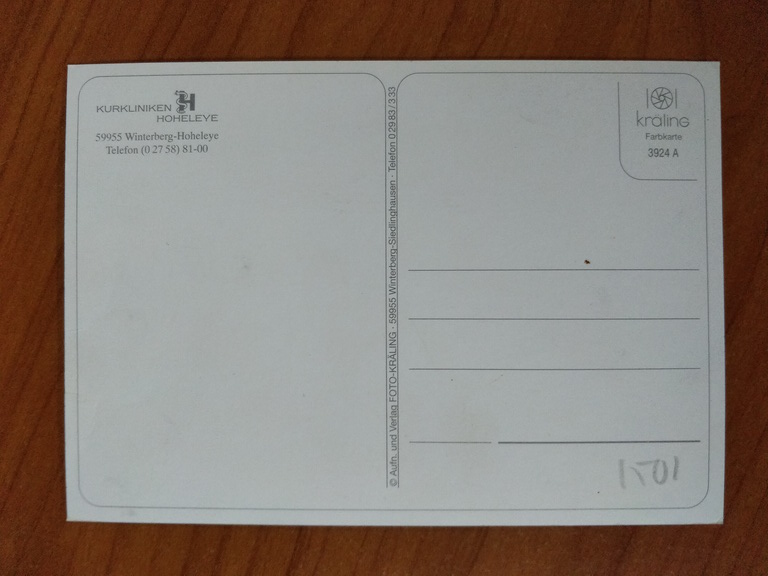 KURKLINIKEN H
HOHELEYE
59955 Winterberg-Hoheleye
Telefon (0 27 58) 81-00
© Aufn. und Verlag FOTO-KRÄLING · 59955 Winterberg-Siedlinghausen · Telefon 0 29 83 / 3 33
kräling
Farbkarte
3924 A
1501